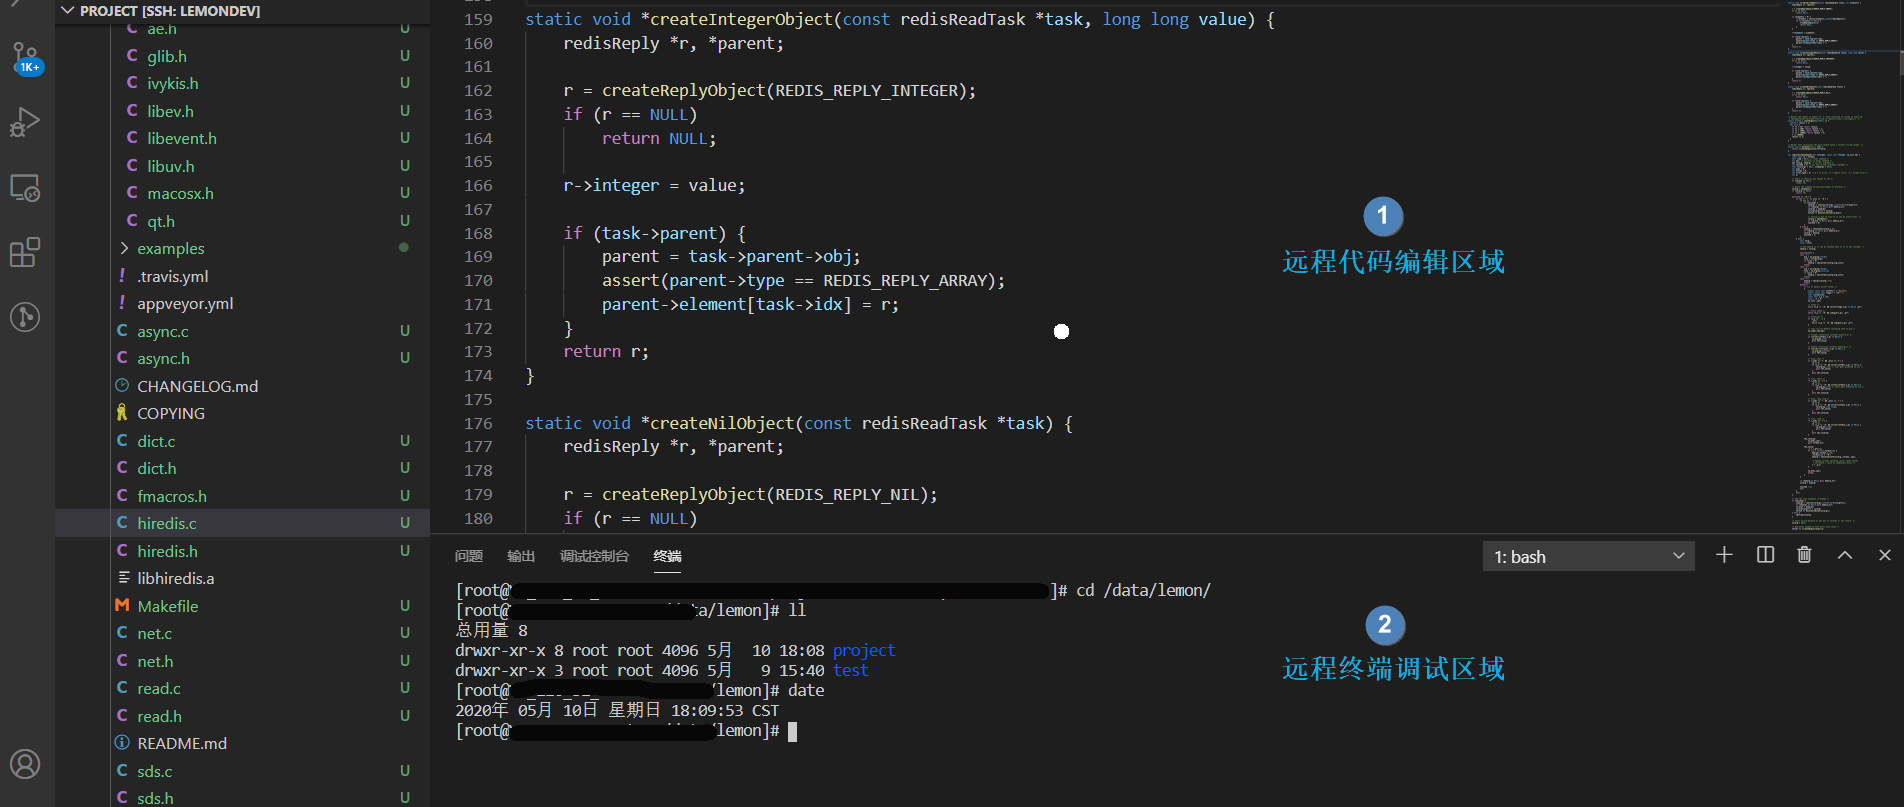 PROJECT [SSH: LEMONDEV]
1K+
ae.h U
glib.h U
ivykis.h U
libev.h U
libevent.h U
libuv.h U
macosx.h U
qt.h U
examples
.travis.yml
appveyor.yml
async.c U
async.h U
CHANGELOG.md
COPYING
dict.c U
dict.h U
fmacros.h U
hiredis.c U
hiredis.h U
libhiredis.a
Makefile U
net.c U
net.h U
read.c U
read.h U
README.md
sds.c U
sds.h U
159 static void *createIntegerObject(const redisReadTask *task, long long value) {
160 redisReply *r, *parent;
161
162 r = createReplyObject(REDIS_REPLY_INTEGER);
163 if (r == NULL)
164 return NULL;
165
166 r->integer = value;
167
168 if (task->parent) {
169 parent = task->parent->obj;
170 assert(parent->type == REDIS_REPLY_ARRAY);
171 parent->element[task->idx] = r;
172 }
173 return r;
174 }
175
176 static void *createNilObject(const redisReadTask *task) {
177 redisReply *r, *parent;
178
179 r = createReplyObject(REDIS_REPLY_NIL);
180 if (r == NULL)
1
远程代码编辑区域
问题 输出 调试控制台 终端
1: bash
[root@ ]# cd /data/lemon/
[root@ ta/lemon]# ll
总用量 8
drwxr-xr-x 8 root root 4096 5月 10 18:08 project
drwxr-xr-x 3 root root 4096 5月 9 15:40 test
[root@ /lemon]# date
2020年 05月 10日 星期日 18:09:53 CST
[root@ /lemon]#
2
远程终端调试区域